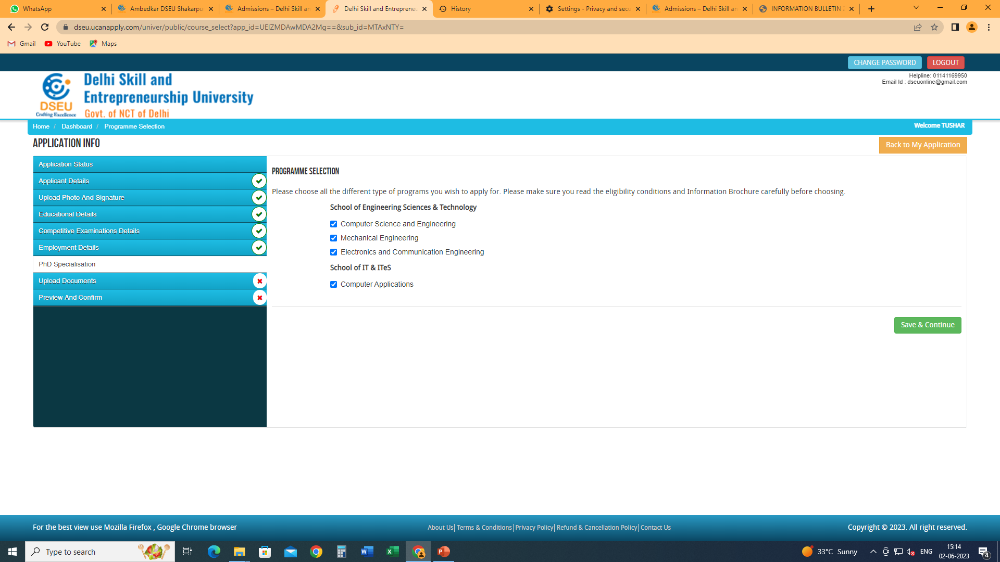 WhatsApp
Ambedkar DSEU Shakarpu
Admissions – Delhi Skill an
Delhi Skill and Entreprene
History
Settings - Privacy and secu
Admissions – Delhi Skill an
INFORMATION BULLETIN
dseu.ucanapply.com/univer/public/course_select?app_id=UElZMDAwMDA2Mg==&sub_id=MTAxNTY=
Gmail
YouTube
Maps
CHANGE PASSWORD
LOGOUT
Helpline: 01141169950
Email Id : dseuonline@gmail.com
DSEU
Crafting Excellence
Delhi Skill and
Entrepreneurship University
Govt. of NCT of Delhi
Home / Dashboard / Programme Selection
Welcome TUSHAR
APPLICATION INFO
Back to My Application
Application Status
Applicant Details
Upload Photo And Signature
Educational Details
Competitive Examinations Details
Employment Details
PhD Specialisation
Upload Documents
Preview And Confirm
PROGRAMME SELECTION
Please choose all the different type of programs you wish to apply for. Please make sure you read the eligibility conditions and Information Brochure carefully before choosing.
School of Engineering Sciences & Technology
Computer Science and Engineering
Mechanical Engineering
Electronics and Communication Engineering
School of IT & ITeS
Computer Applications
Save & Continue
For the best view use Mozilla Firefox , Google Chrome browser
About Us| Terms & Conditions| Privacy Policy| Refund & Cancellation Policy| Contact Us
Copyright © 2023. All right reserved.
Type to search
33°C Sunny
ENG
15:14
02-06-2023
4